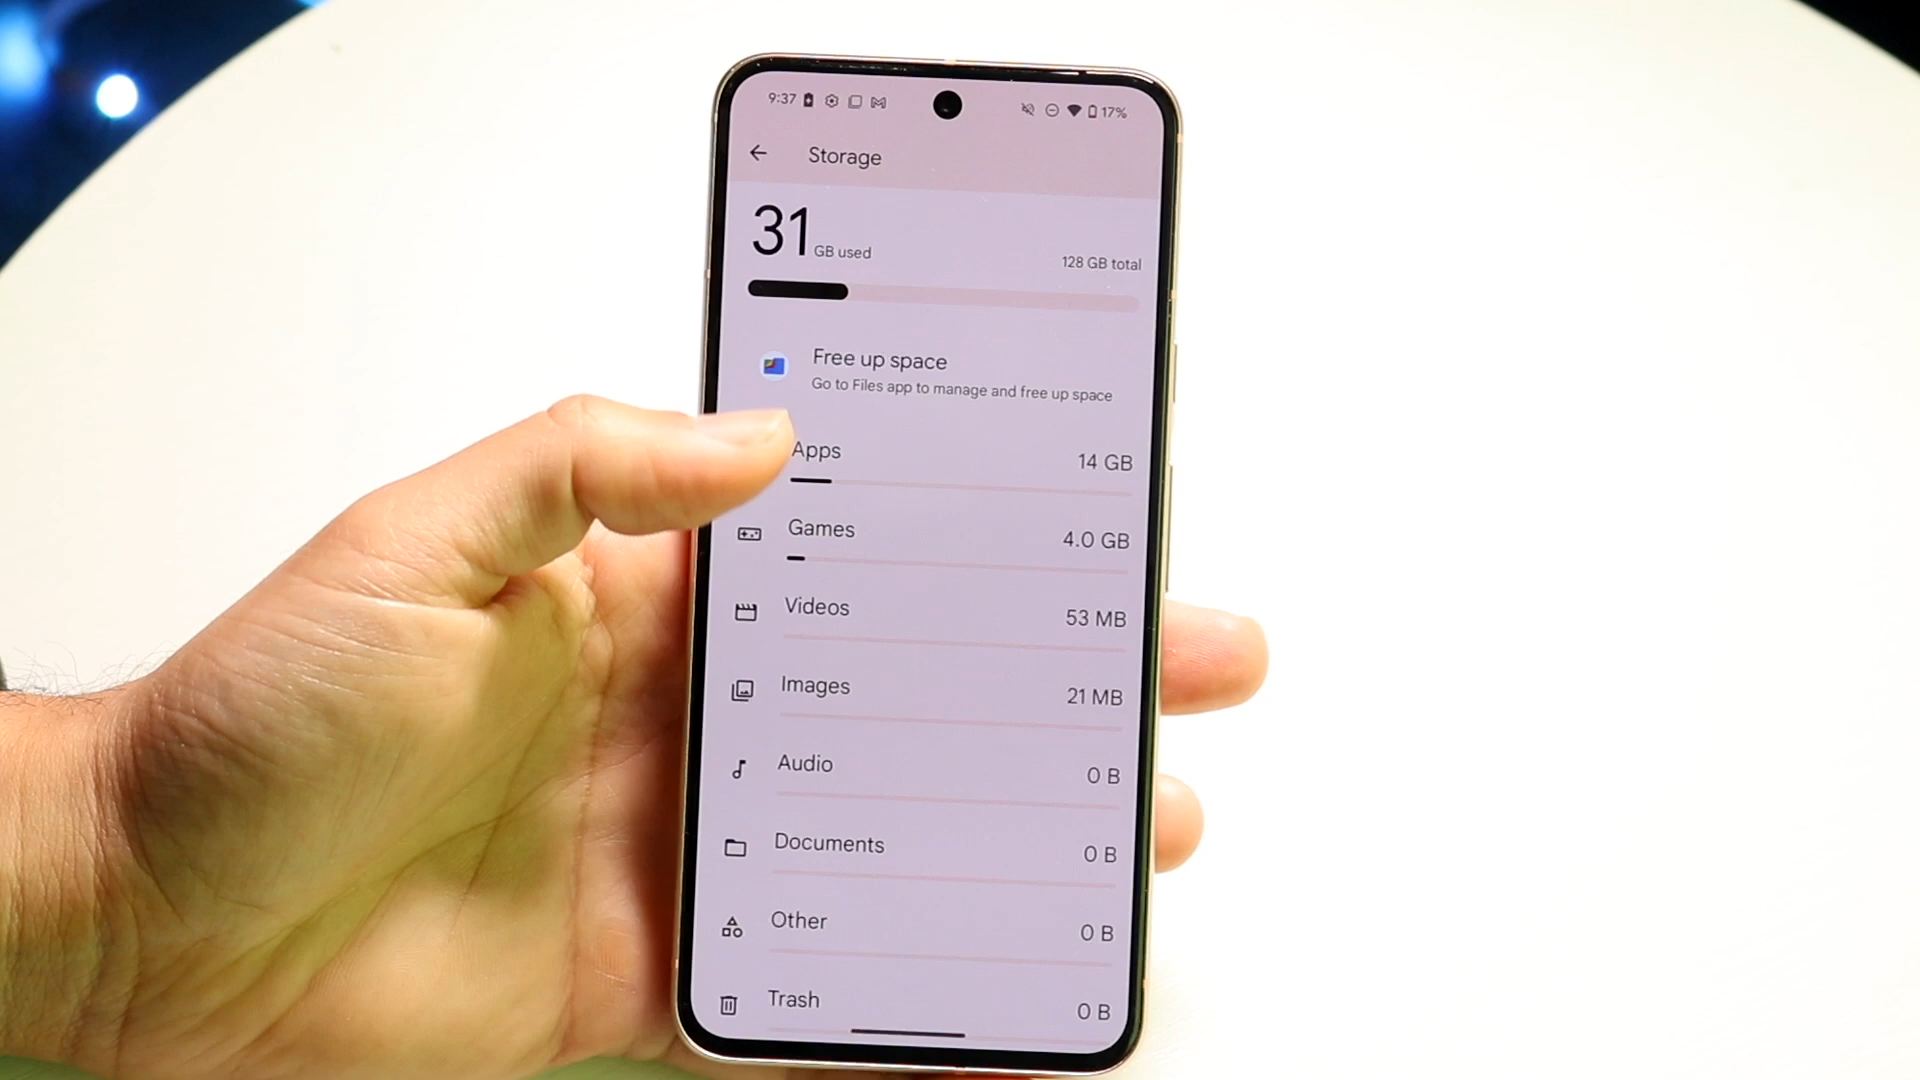 9:37 17%
Storage
31 GB used 128 GB total
Free up space
Go to Files app to manage and free up space
Apps 14 GB
Games 4.0 GB
Videos 53 MB
Images 21 MB
Audio 0 B
Documents 0 B
Other 0 B
Trash 0 B